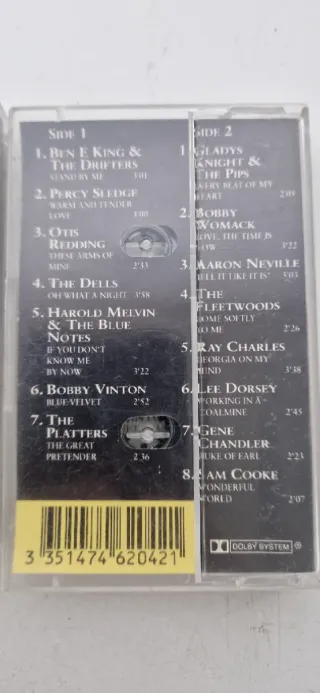 SIDE 1
1. BEN E KING &
THE DRIFTERS
STAND BY ME 3'01
2. PERCY SLEDGE
WARM AND TENDER
LOVE
3. OTIS
REDDING
THESE ARMS OF
MINE 2'33
4. THE DELLS
OH WHAT A NIGHT 3'58
5. HAROLD MELVIN
& THE BLUE
NOTES
IF YOU DON'T
KNOW ME
BY NOW 3'22
6. BOBBY VINTON
BLUE VELVET 2'52
7. THE
PLATTERS
THE GREAT
PRETENDER 2'36
3 351474 620421
SIDE 2
1 GLADYS
KNIGHT &
THE PIPS
EVERY BEAT OF MY
HEART 2'05
2. BOBBY
WOMACK
LOVE, THE TIME IS
NOW 3'22
3. AARON NEVILLE
TELL IT LIKE IT IS 3'03
4. THE
FLEETWOODS
COME SOFTLY
TO ME 2'26
5. RAY CHARLES
GEORGIA ON MY
MIND 3'38
6. LEE DORSEY
WORKING IN A
COALMINE 2'45
7. GENE
CHANDLER
DUKE OF EARL 2'23
8. SAM COOKE
WONDERFUL
WORLD 2'07
DOLBY SYSTEM ®